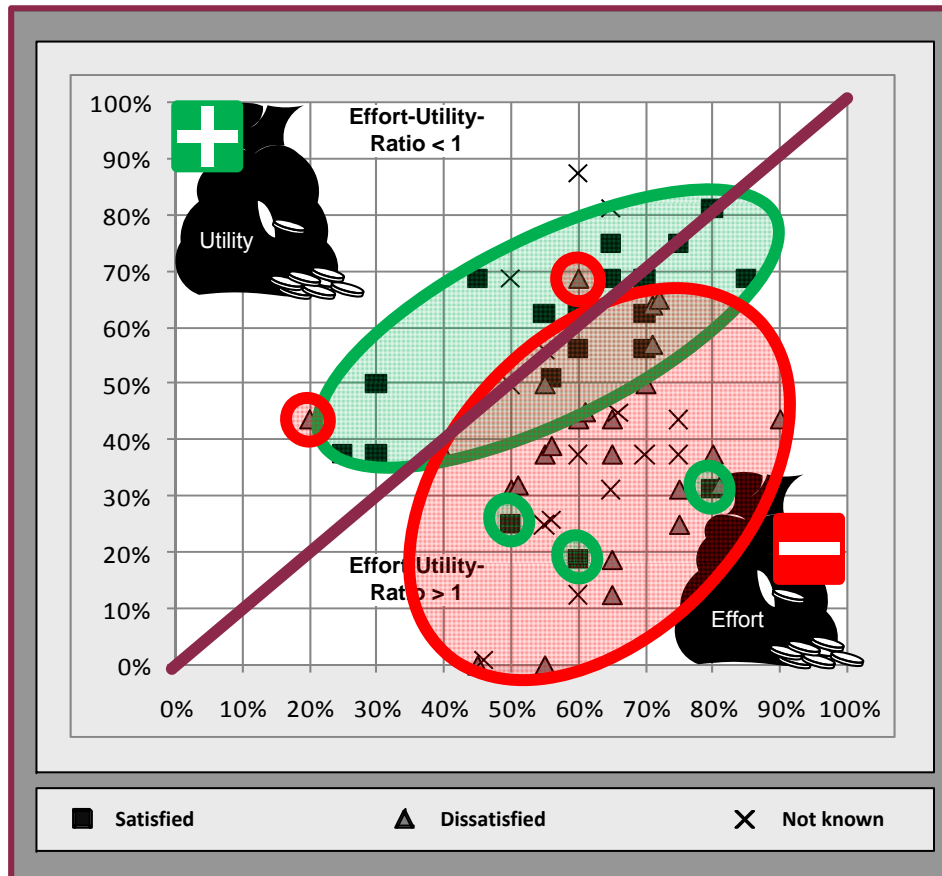 100%
90%
80%
70%
60%
50%
40%
30%
20%
10%
0%
Effort-Utility-
Ratio < 1
Utility
Effort-Utility-
Ratio > 1
Effort
0% 10% 20% 30% 40% 50% 60% 70% 80% 90% 100%
Satisfied Dissatisfied Not known